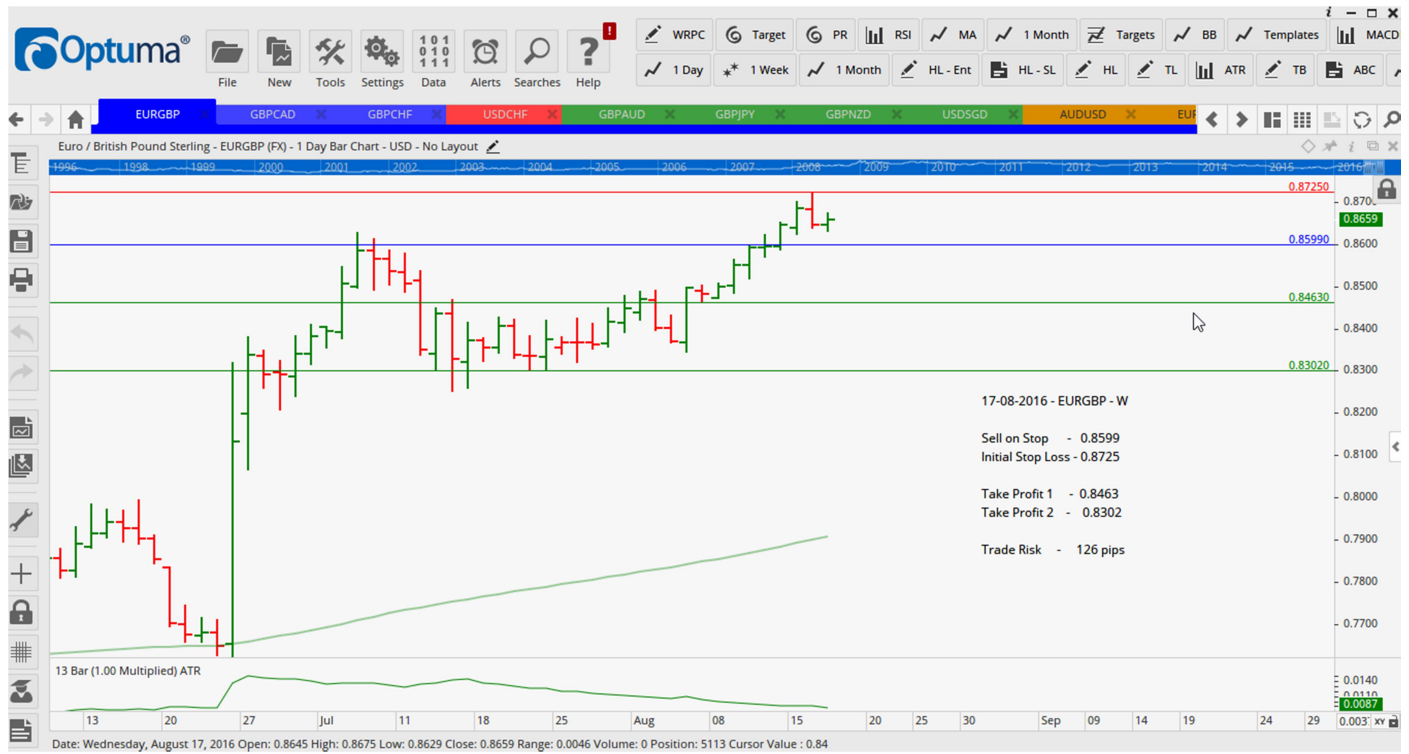 Optuma®
File
New
Tools
Settings
Data
Alerts
Searches
Help
WRPC
Target
PR
RSI
MA
1 Month
Targets
BB
Templates
MACD
1 Day
1 Week
1 Month
HL - Ent
HL - SL
HL
TL
ATR
TB
ABC
EURGBP
GBPCAD
GBPCHF
USDCHF
GBPAUD
GBPJPY
GBPNZD
USDSGD
AUDUSD
EUR
Euro / British Pound Sterling - EURGBP (FX) - 1 Day Bar Chart - USD - No Layout
1996 1998 1999 2000 2001 2002 2003 2004 2005 2006 2007 2008 2009 2010 2011 2012 2013 2014 2015 2016
0.87250
0.870
0.8659
0.85990
0.8600
0.8500
0.84630
0.8400
0.83020
0.8300
17-08-2016 - EURGBP - W
0.8200
Sell on Stop - 0.8599
Initial Stop Loss - 0.8725
0.8100
Take Profit 1 - 0.8463
0.8000
Take Profit 2 - 0.8302
Trade Risk - 126 pips
0.7900
0.7800
0.7700
13 Bar (1.00 Multiplied) ATR
0.0140
0.0110
0.0087
13 20 27 Jul 11 18 25 Aug 08 15 20 25 30 Sep 09 14 19 24 29
0.003 XY
Date: Wednesday, August 17, 2016 Open: 0.8645 High: 0.8675 Low: 0.8629 Close: 0.8659 Range: 0.0046 Volume: 0 Position: 5113 Cursor Value : 0.84